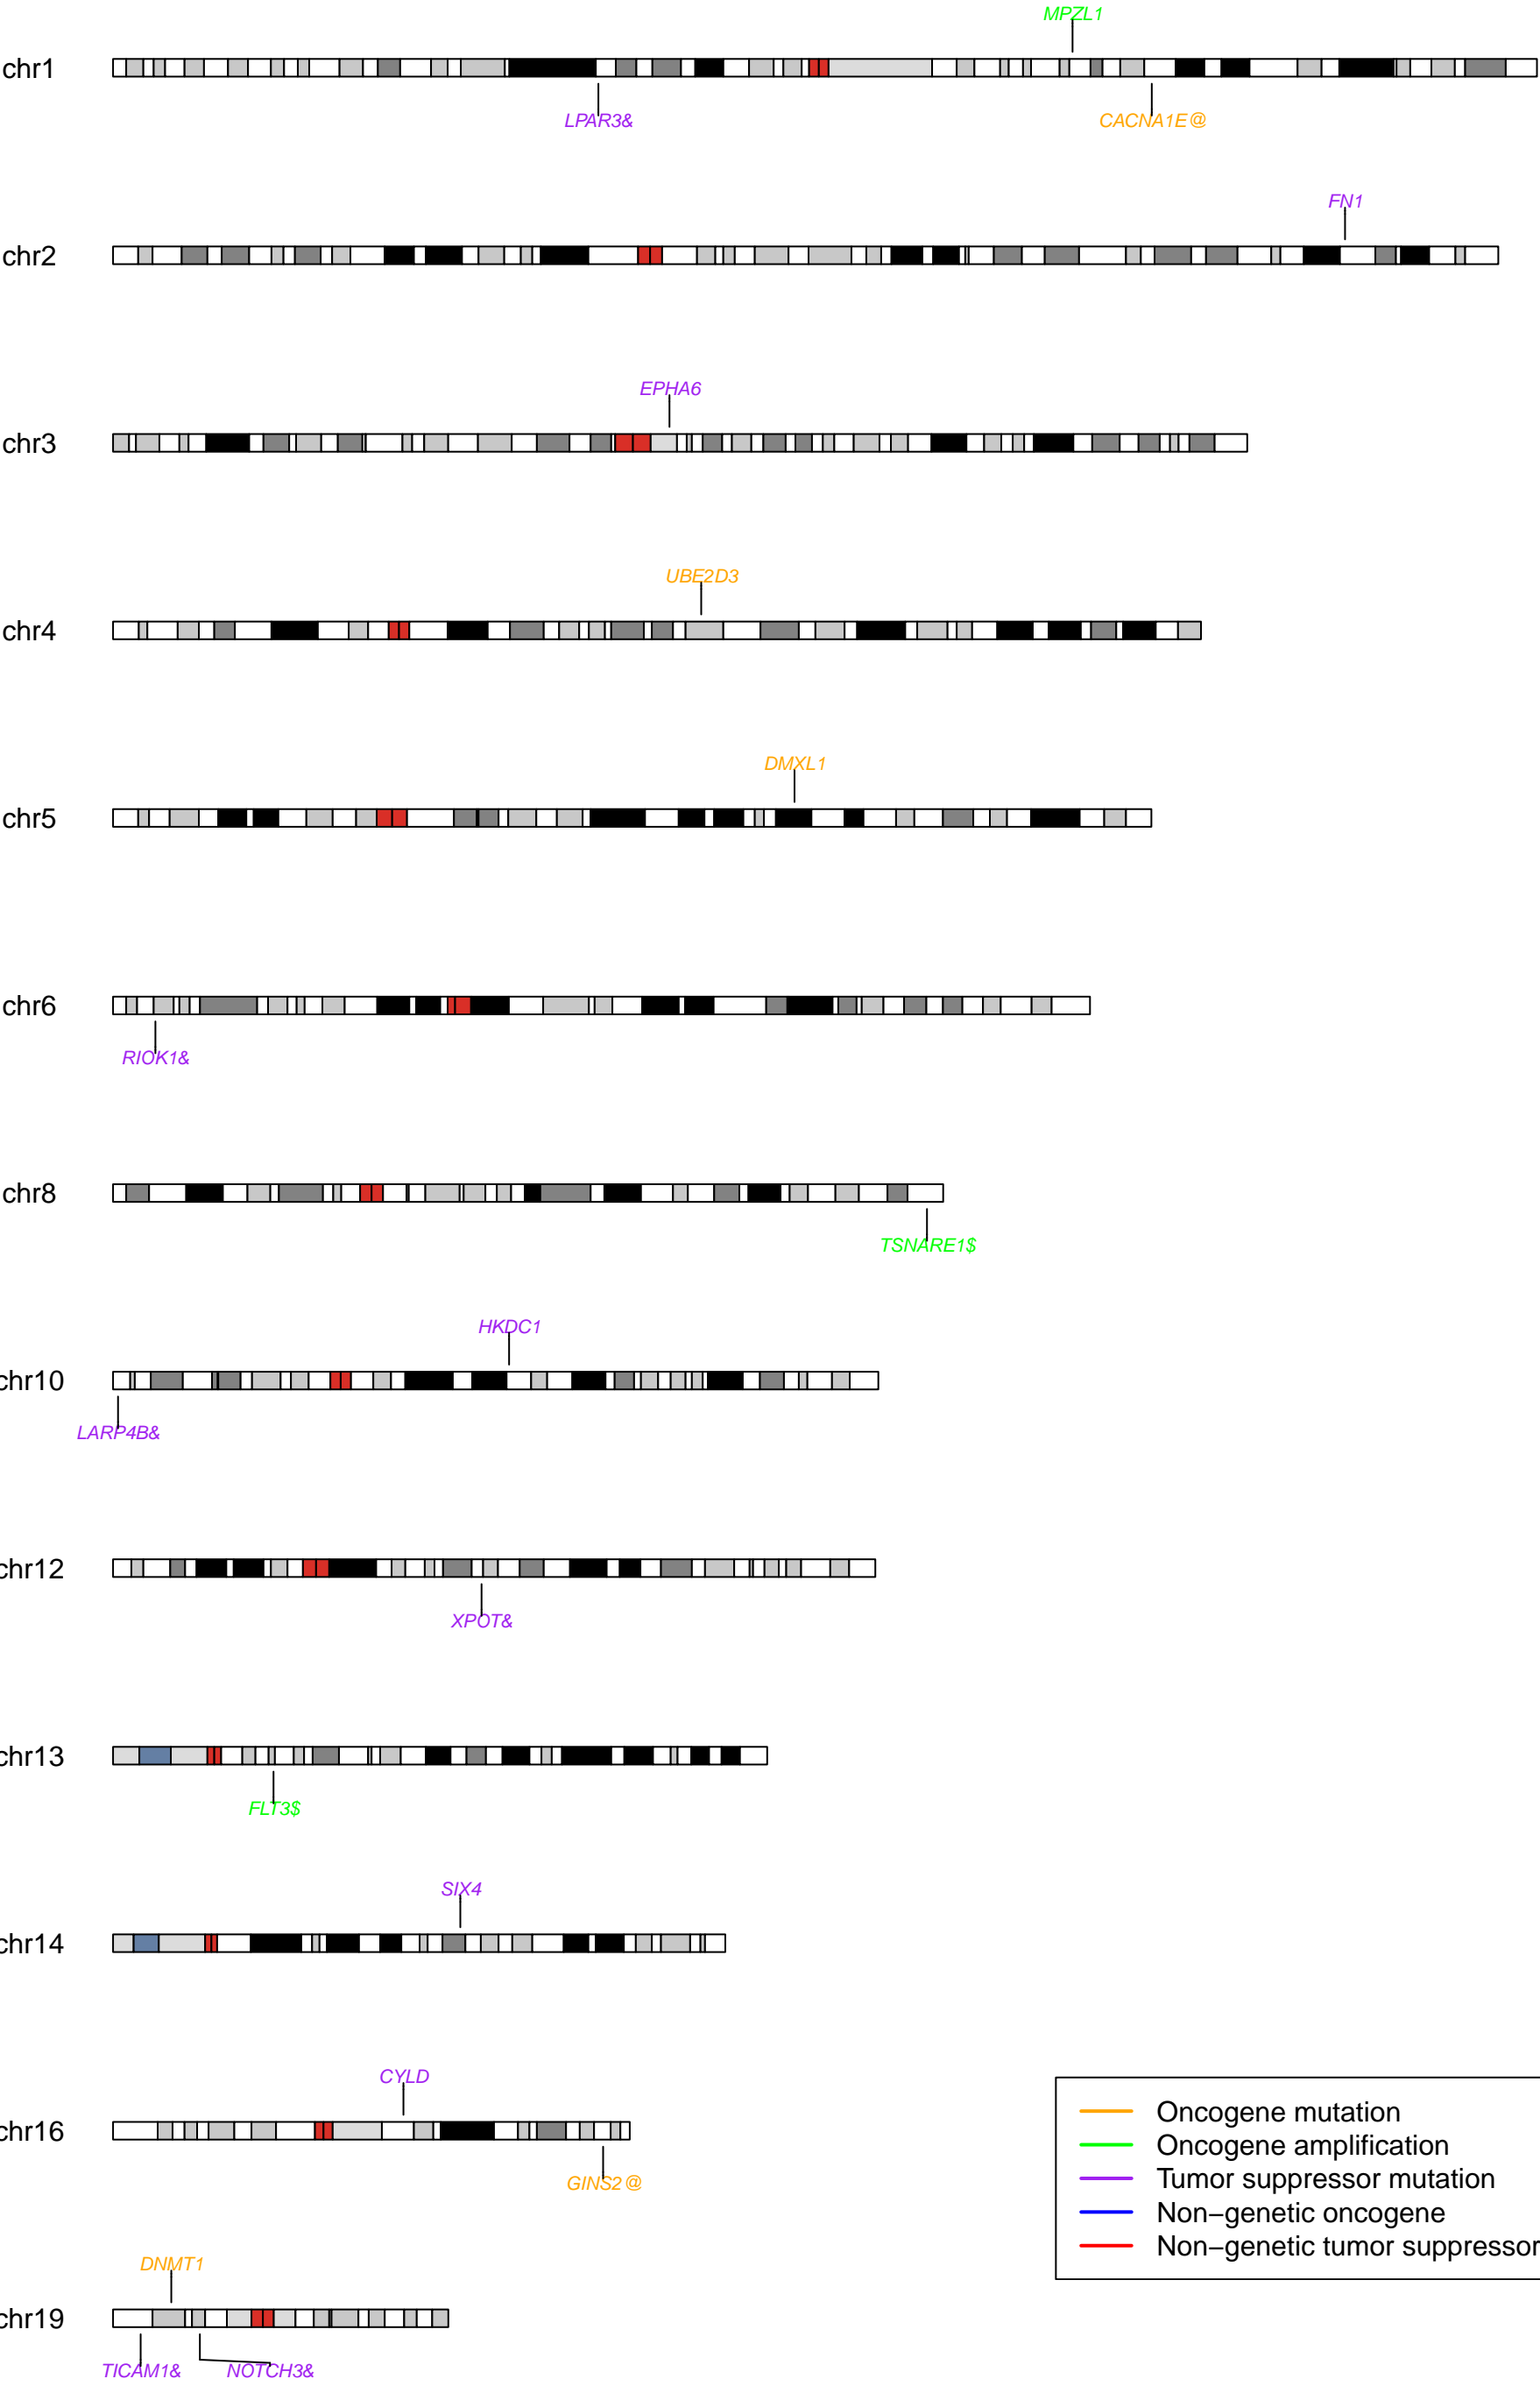 MPZL1
chr1
LPAR3&
CACNA1E@
FN1
chr2
EPHA6
chr3
UBE2D3
chr4
DMXL1
chr5
chr6
RIOK1&
chr8
TSNARE1$
HKDC1
chr10
LARP4B&
chr12
XPOT&
chr13
FLT3$
SIX4
chr14
CYLD
chr16
GINS2@
Oncogene mutation
Oncogene amplification
Tumor suppressor mutation
Non−genetic oncogene
Non−genetic tumor suppressor
DNMT1
chr19
TICAM1&
NOTCH3&